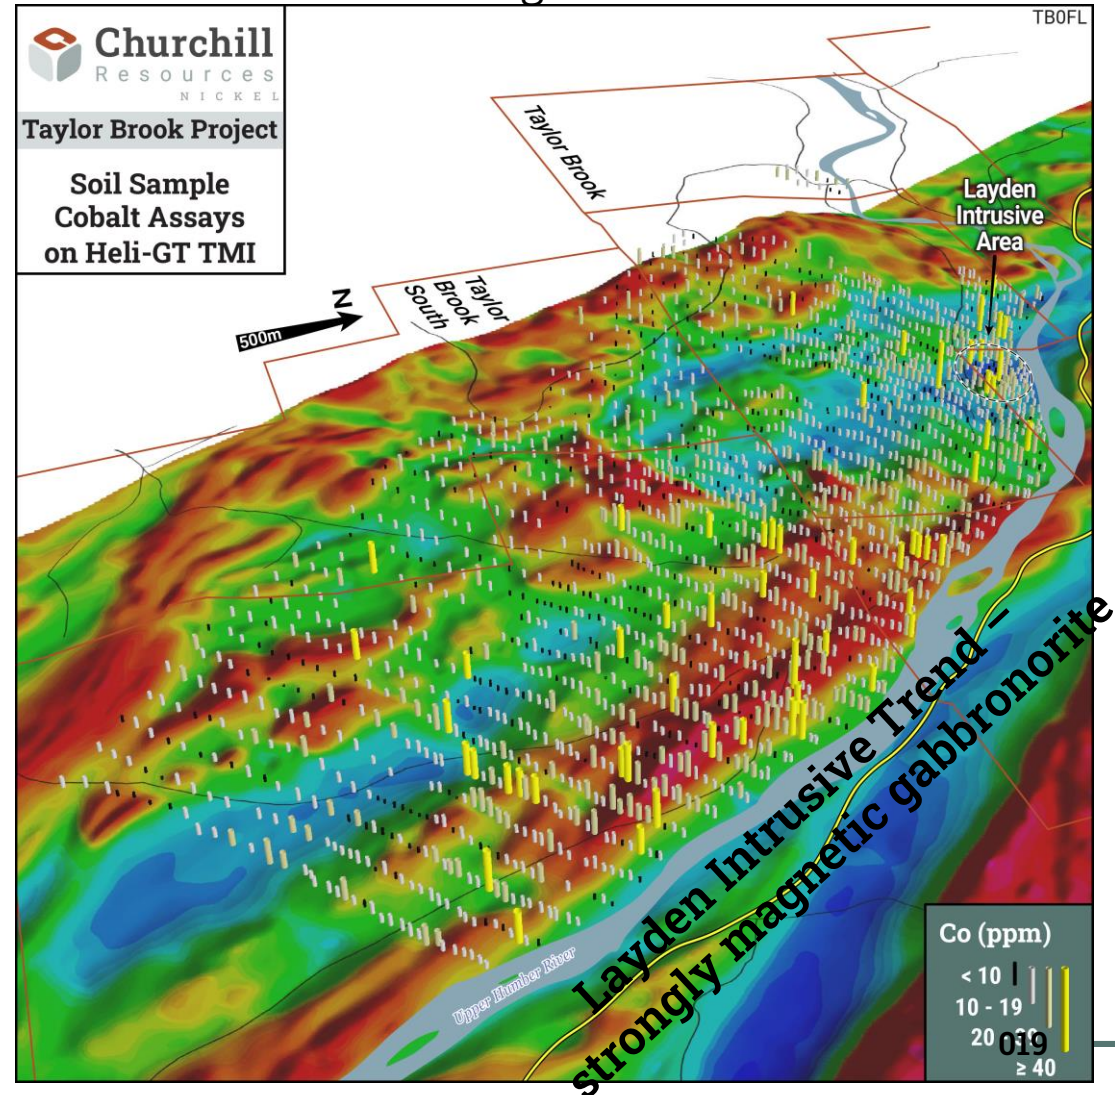 TB0FL
Churchill
Resources
NICKEL
Taylor Brook Project
Soil Sample
Cobalt Assays
on Heli-GT TMI
Taylor Brook
Layden
Intrusive
Area
Taylor
Brook
South
N
500m
Layden Intrusive Trend –
strongly magnetic gabbronorite
Upper Humber River
Co (ppm)
< 10
10 - 19
20
019
≥ 40